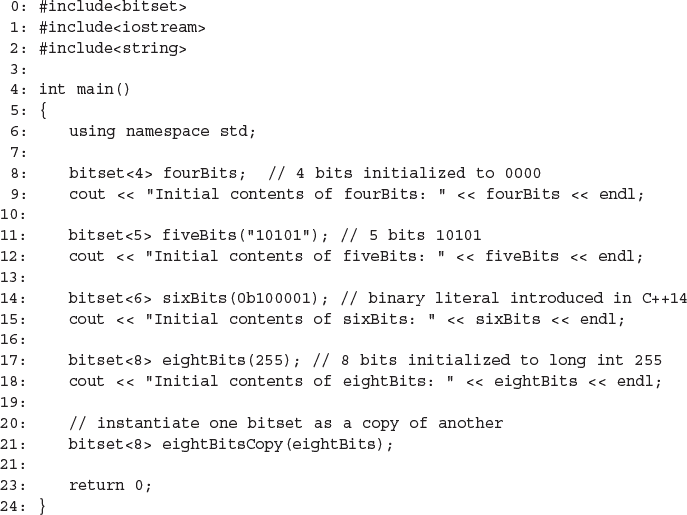 0: #include<bitset>
1: #include<iostream>
2: #include<string>
3:
4: int main()
5: {
6:    using namespace std;
7:
8:    bitset<4> fourBits;  // 4 bits initialized to 0000
9:    cout << "Initial contents of fourBits: " << fourBits << endl;
10:
11:    bitset<5> fiveBits("10101"); // 5 bits 10101
12:    cout << "Initial contents of fiveBits: " << fiveBits << endl;
13:
14:    bitset<6> sixBits(0b100001); // binary literal introduced in C++14
15:    cout << "Initial contents of sixBits: " << sixBits << endl;
16:
17:    bitset<8> eightBits(255); // 8 bits initialized to long int 255
18:    cout << "Initial contents of eightBits: " << eightBits << endl;
19:
20:    // instantiate one bitset as a copy of another
21:    bitset<8> eightBitsCopy(eightBits);
21:
23:    return 0;
24: }